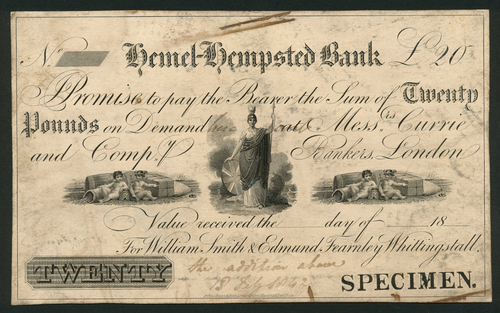 No. Hemel-Hempsted Bank £20
I Promise to pay the Bearer the Sum of Twenty
Pounds on Demand here or at Messrs. Currie
and Compy. Bankers, London
Value received the day of 18
For William Smith & Edmund Fearnley Whittingstall.
the addition above
TWENTY
SPECIMEN.